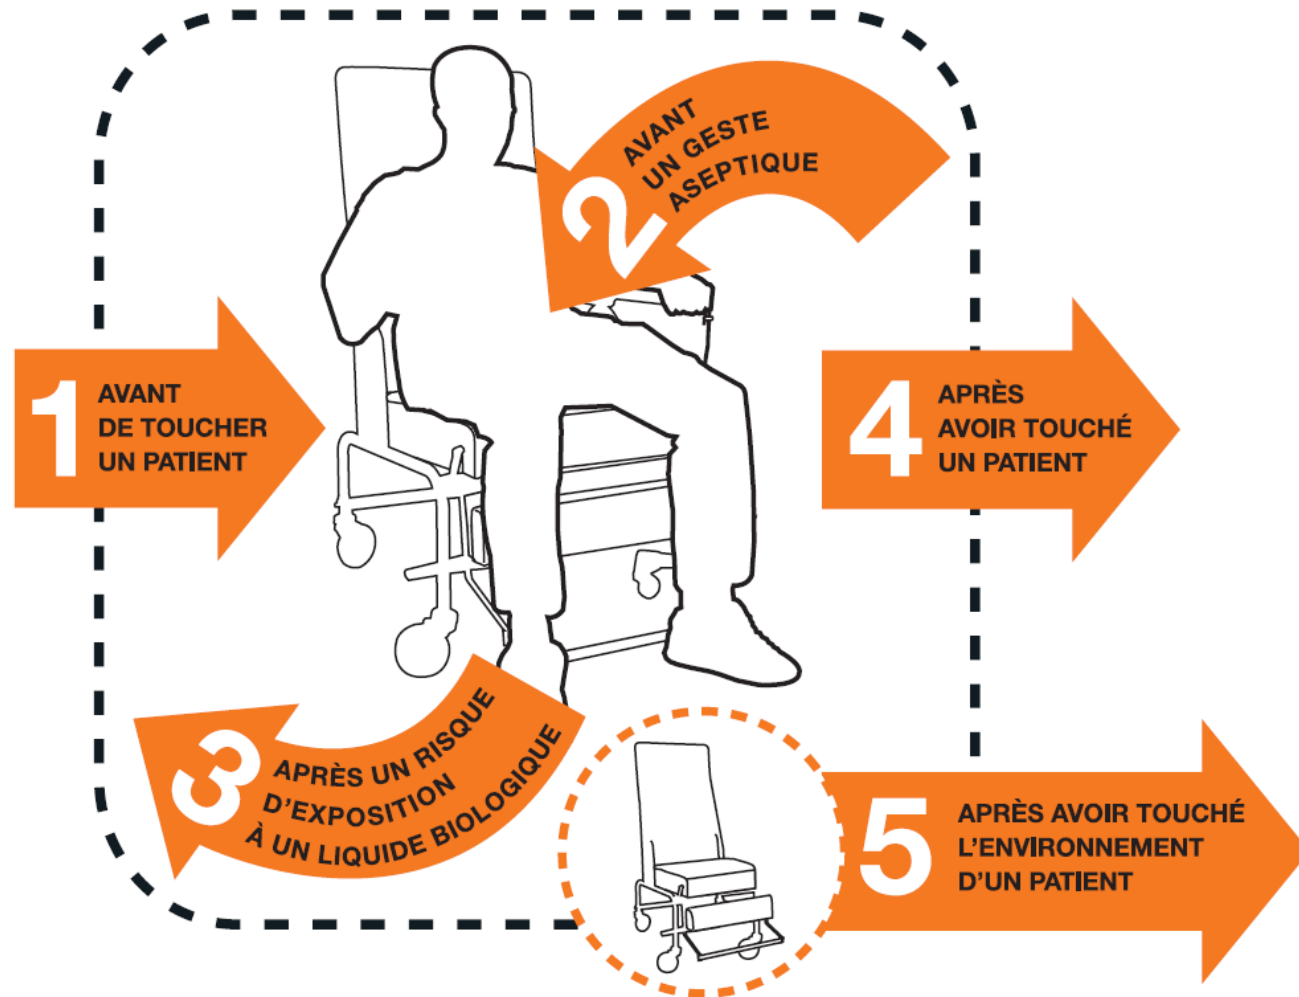 1
AVANT
DE TOUCHER
UN PATIENT
2
AVANT
UN GESTE
ASEPTIQUE
3
APRÈS UN RISQUE
D'EXPOSITION
À UN LIQUIDE BIOLOGIQUE
4
APRÈS
AVOIR TOUCHÉ
UN PATIENT
5
APRÈS AVOIR TOUCHÉ
L'ENVIRONNEMENT
D'UN PATIENT